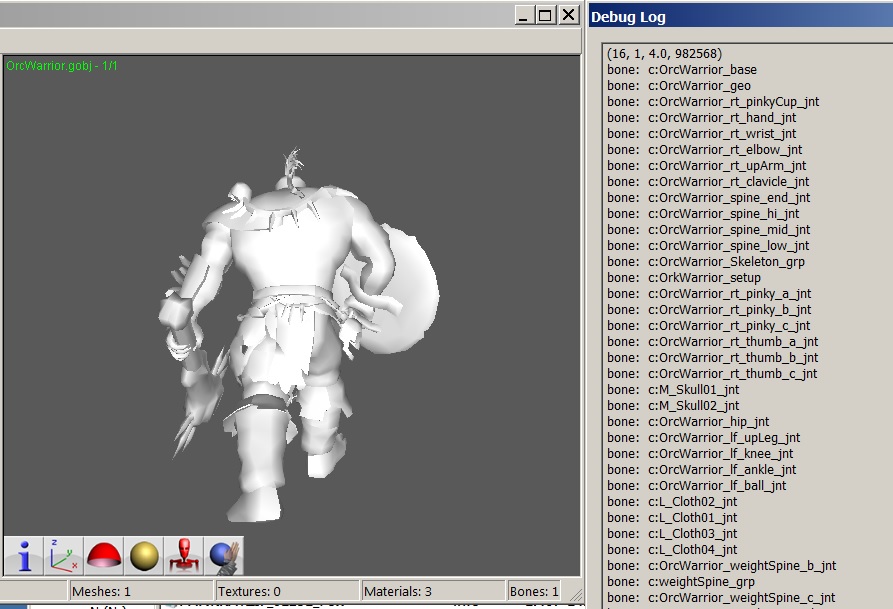 Debug Log
OrcWarrior.gobj - 1/1
(16, 1, 4.0, 982568)
bone: c:OrcWarrior_base
bone: c:OrcWarrior_geo
bone: c:OrcWarrior_rt_pinkyCup_jnt
bone: c:OrcWarrior_rt_hand_jnt
bone: c:OrcWarrior_rt_wrist_jnt
bone: c:OrcWarrior_rt_elbow_jnt
bone: c:OrcWarrior_rt_upArm_jnt
bone: c:OrcWarrior_rt_clavicle_jnt
bone: c:OrcWarrior_spine_end_jnt
bone: c:OrcWarrior_spine_hi_jnt
bone: c:OrcWarrior_spine_mid_jnt
bone: c:OrcWarrior_spine_low_jnt
bone: c:OrcWarrior_Skeleton_grp
bone: c:OrkWarrior_setup
bone: c:OrcWarrior_rt_pinky_a_jnt
bone: c:OrcWarrior_rt_pinky_b_jnt
bone: c:OrcWarrior_rt_pinky_c_jnt
bone: c:OrcWarrior_rt_thumb_a_jnt
bone: c:OrcWarrior_rt_thumb_b_jnt
bone: c:OrcWarrior_rt_thumb_c_jnt
bone: c:M_Skull01_jnt
bone: c:M_Skull02_jnt
bone: c:OrcWarrior_hip_jnt
bone: c:OrcWarrior_lf_upLeg_jnt
bone: c:OrcWarrior_lf_knee_jnt
bone: c:OrcWarrior_lf_ankle_jnt
bone: c:OrcWarrior_lf_ball_jnt
bone: c:L_Cloth02_jnt
bone: c:L_Cloth01_jnt
bone: c:L_Cloth03_jnt
bone: c:L_Cloth04_jnt
bone: c:OrcWarrior_weightSpine_b_jnt
bone: c:weightSpine_grp
bone: c:OrcWarrior_weightSpine_c_jnt
z y x
Meshes: 1 Textures: 0 Materials: 3 Bones: 1